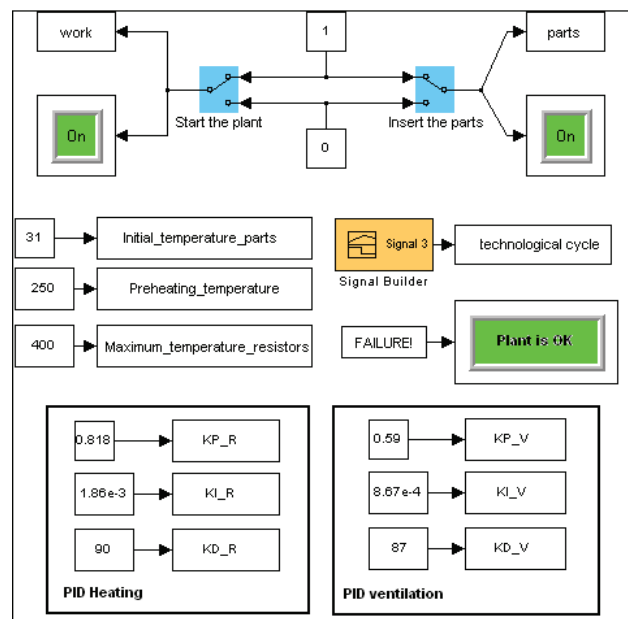 work
1
parts
On
Start the plant
Insert the parts
On
0
31
Initial_temperature_parts
Signal 3
technological cycle
Signal Builder
250
Preheating_temperature
400
Maximum_temperature_resistors
FAILURE!
Plant is OK
0.818
KP_R
1.86e-3
KI_R
90
KD_R
PID Heating
0.59
KP_V
8.67e-4
KI_V
87
KD_V
PID ventilation